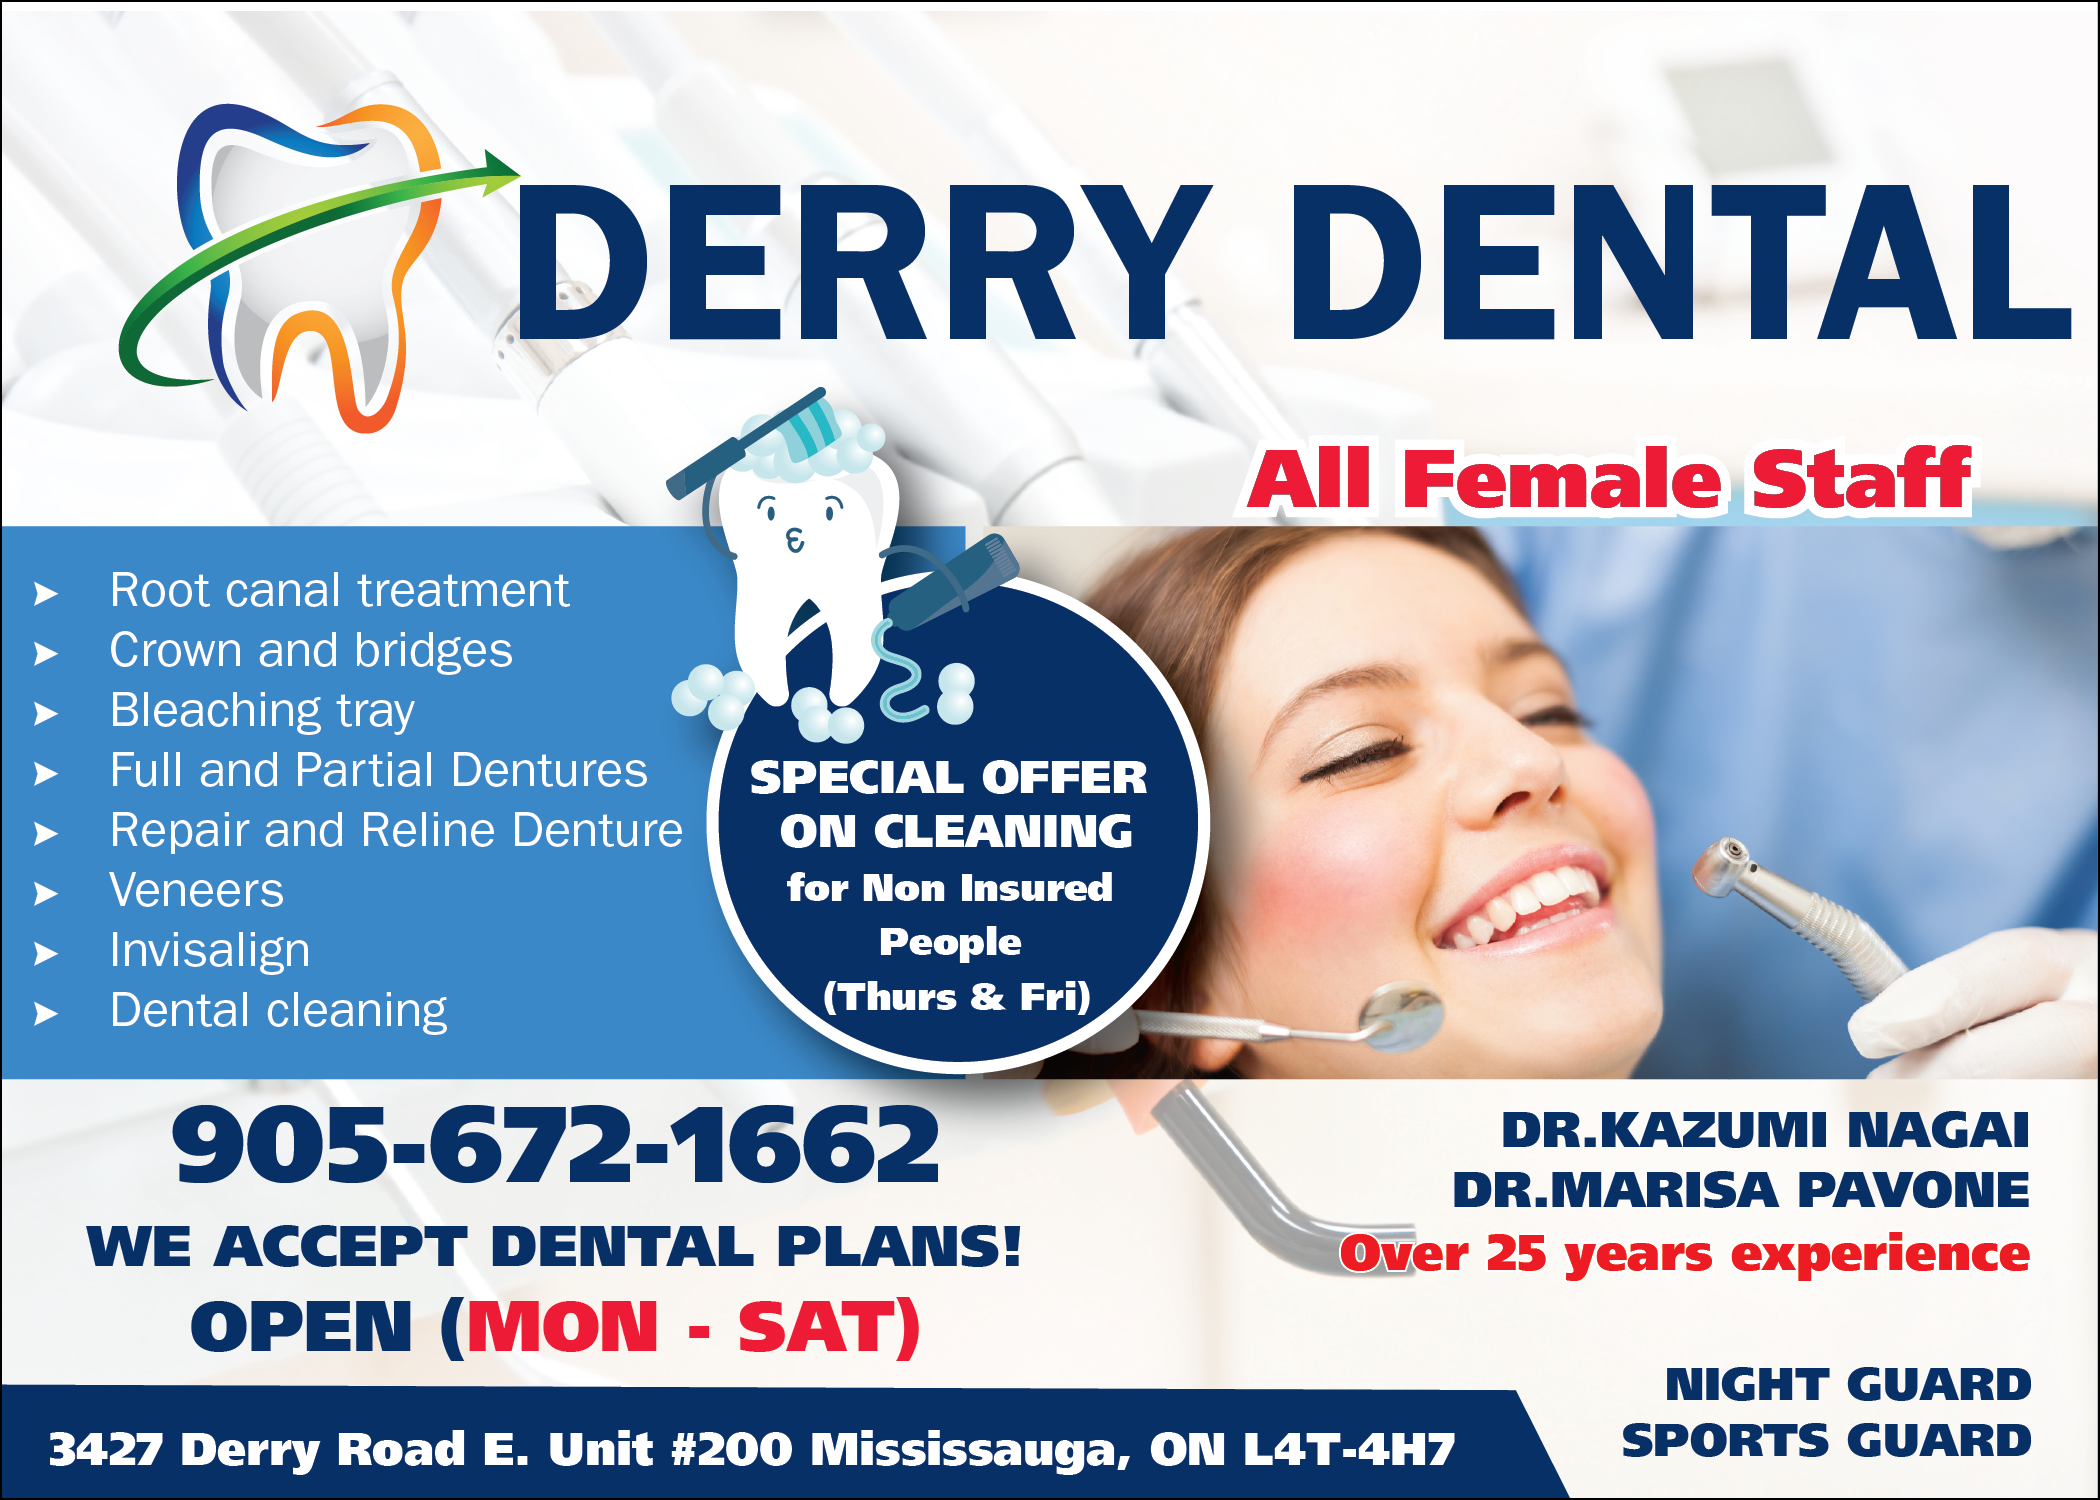 DERRY DENTAL
All Female Staff
➤ Root canal treatment
➤ Crown and bridges
➤ Bleaching tray
➤ Full and Partial Dentures
➤ Repair and Reline Denture
➤ Veneers
➤ Invisalign
➤ Dental cleaning
SPECIAL OFFER
ON CLEANING
for Non Insured
People
(Thurs & Fri)
905-672-1662
WE ACCEPT DENTAL PLANS!
OPEN (MON - SAT)
DR.KAZUMI NAGAI
DR.MARISA PAVONE
Over 25 years experience
NIGHT GUARD
SPORTS GUARD
3427 Derry Road E. Unit #200 Mississauga, ON L4T-4H7